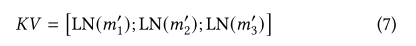 KV = [LN(m′₁); LN(m′₂); LN(m′₃)] (7)